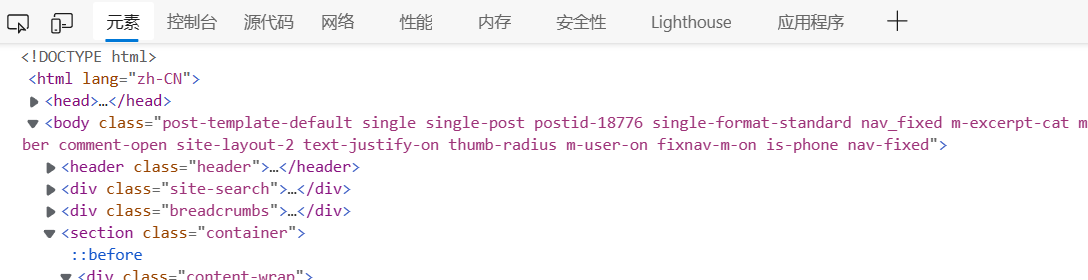 元素 控制台 源代码 网络 性能 内存 安全性 Lighthouse 应用程序
<!DOCTYPE html>
<html lang="zh-CN">
<head>…</head>
<body class="post-template-default single single-post postid-18776 single-format-standard nav_fixed m-excerpt-cat m
ber comment-open site-layout-2 text-justify-on thumb-radius m-user-on fixnav-m-on is-phone nav-fixed">
<header class="header">…</header>
<div class="site-search">…</div>
<div class="breadcrumbs">…</div>
<section class="container">
::before
<div class="content-wrap">